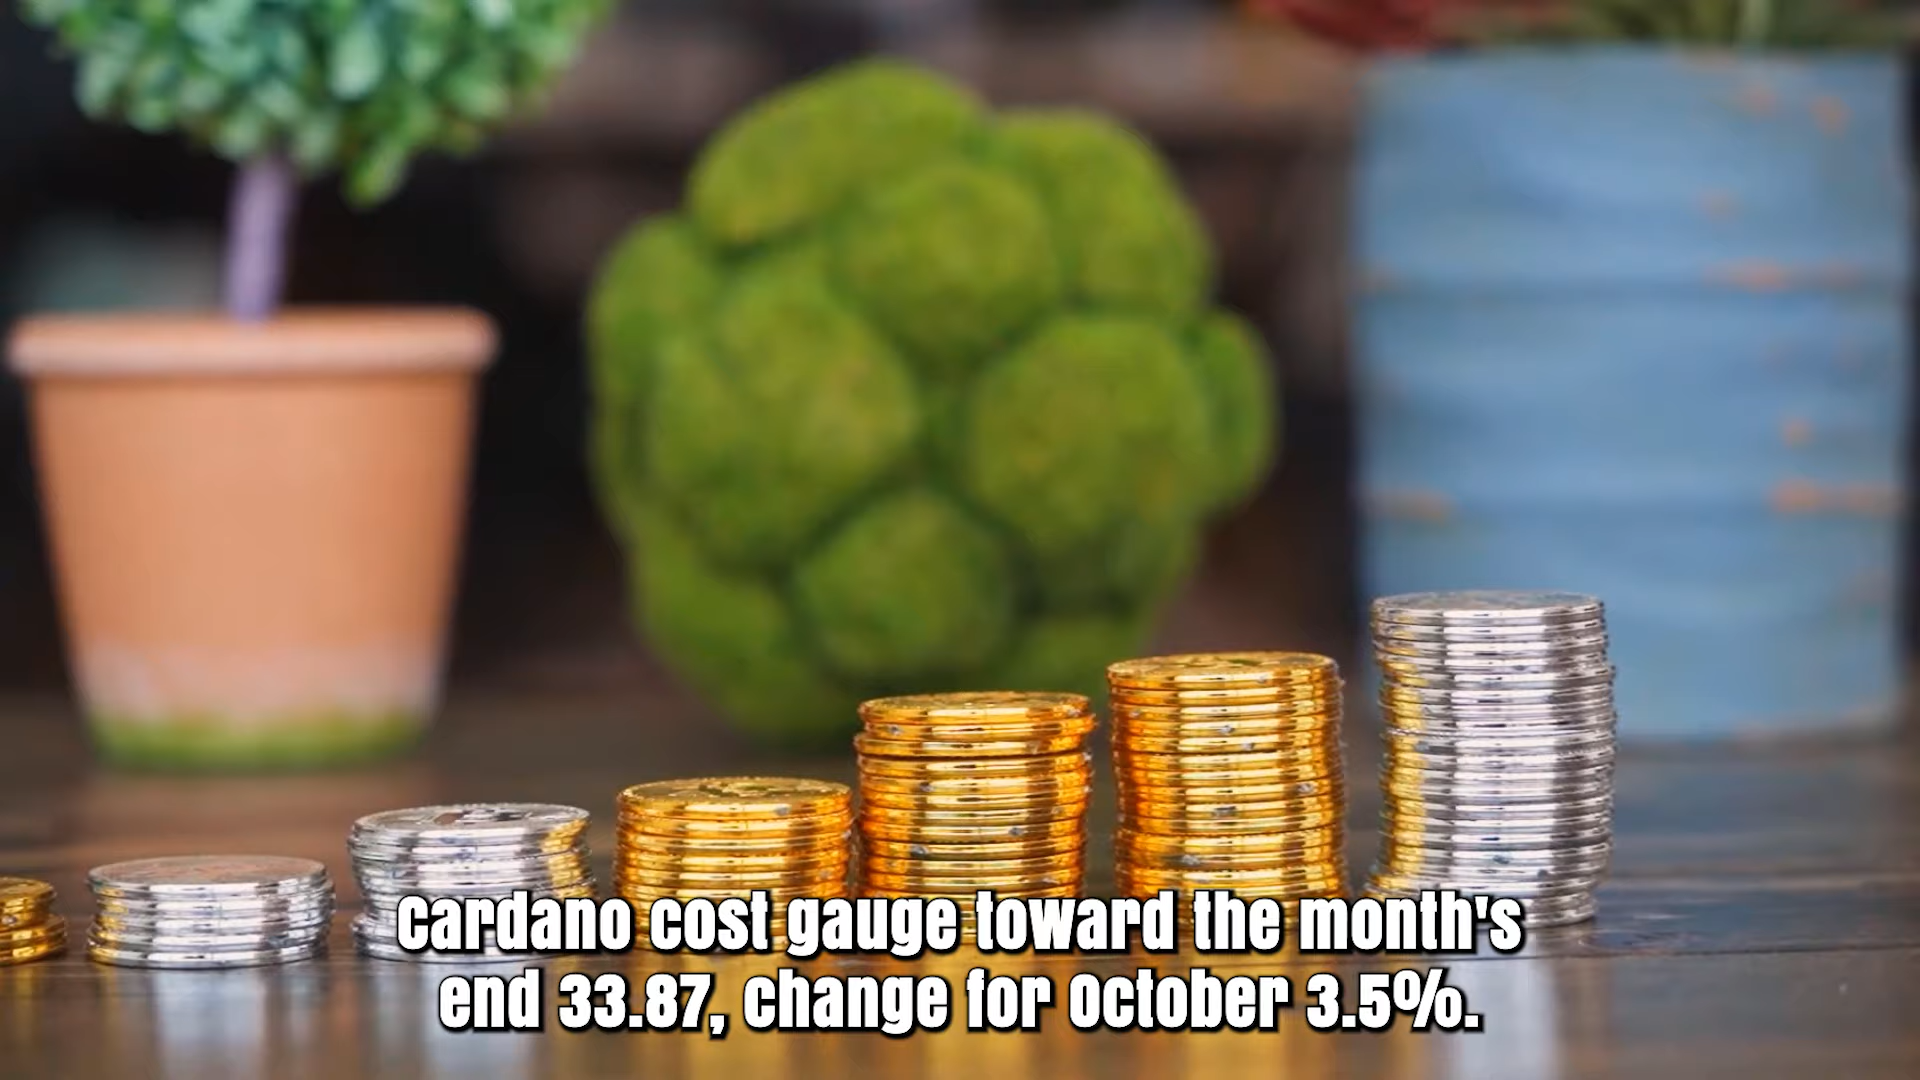 Cardano cost gauge toward the month's
end 33.87, change for October 3.5%.